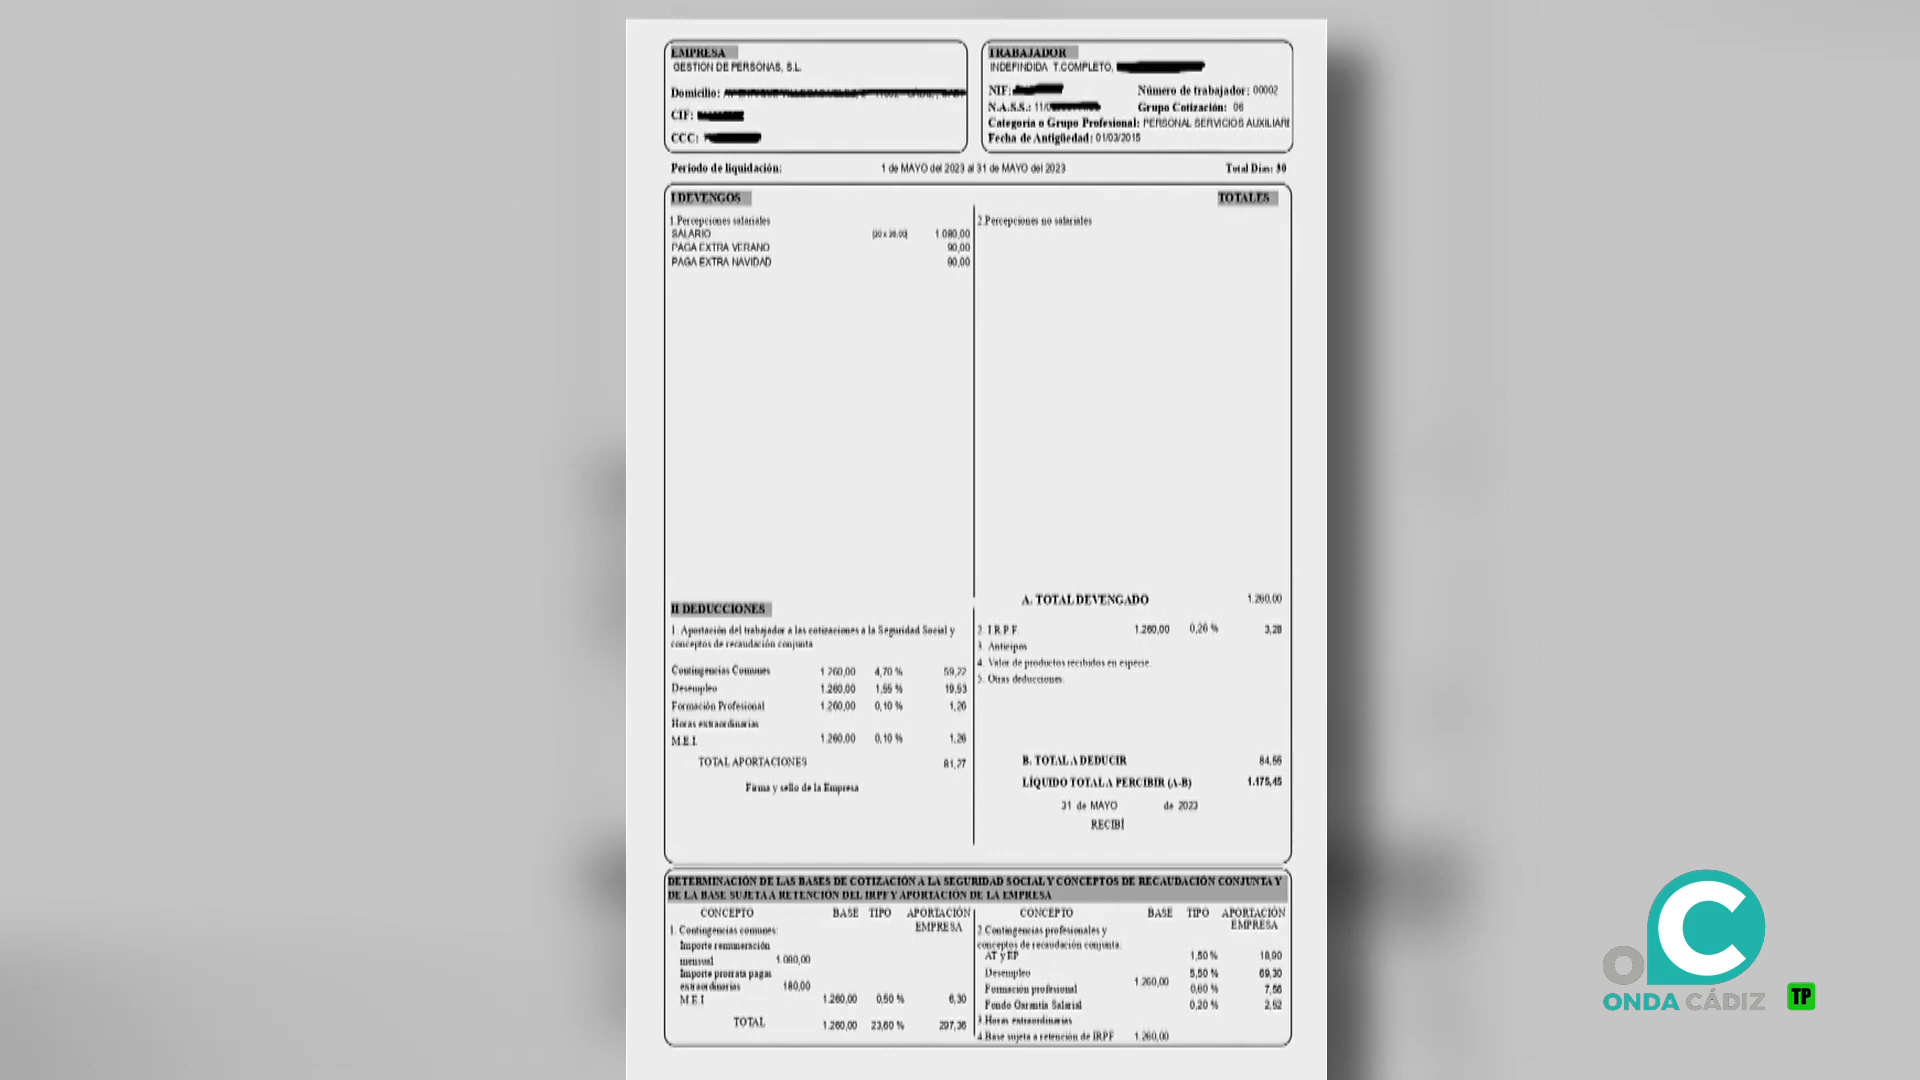 EMPRESA
GESTION DE PERSONAS, S.L.
Domicilio:
CIF:
CCC:
TRABAJADOR
INDEFINDIDA T.COMPLETO,
NIF: Número de trabajador: 00002
N.A.S.S.: 11/0 Grupo Cotización: 06
Categoría o Grupo Profesional: PERSONAL SERVICIOS AUXILIARE
Fecha de Antigüedad: 01/03/2015
Periodo de liquidación: 1 de MAYO del 2023 al 31 de MAYO del 2023 Total Días: 30
I DEVENGOS TOTALES
1.Percepciones salariales
SALARIO [30 x 36.00] 1.080,00
PAGA EXTRA VERANO 90,00
PAGA EXTRA NAVIDAD 90,00
2.Percepciones no salariales
A. TOTAL DEVENGADO 1.260,00
II DEDUCCIONES
1. Aportación del trabajador a las cotizaciones a la Seguridad Social y
conceptos de recaudación conjunta
Contingencias Comunes 1.260,00 4,70 % 59,22
Desempleo 1.260,00 1,55 % 19,53
Formación Profesional 1.260,00 0,10 % 1,26
Horas extraordinarias
M.E.I. 1.260,00 0,10 % 1,26
TOTAL APORTACIONES 81,27
Firma y sello de la Empresa
2. I.R.P.F. 1.260,00 0,26 % 3,28
3. Anticipos
4. Valor de productos recibidos en especie.
5. Otras deducciones.
B. TOTAL A DEDUCIR 84,55
LÍQUIDO TOTAL A PERCIBIR (A-B) 1.175,45
31 de MAYO de 2023
RECIBÍ
DETERMINACIÓN DE LAS BASES DE COTIZACIÓN A LA SEGURIDAD SOCIAL Y CONCEPTOS DE RECAUDACIÓN CONJUNTA Y
DE LA BASE SUJETA A RETENCIÓN DEL IRPF Y APORTACIÓN DE LA EMPRESA
CONCEPTO BASE TIPO APORTACIÓN
EMPRESA
1. Contingencias comunes:
Importe remuneración
mensual 1.080,00
Importe prorrata pagas
extraordinarias 180,00
M.E.I 1.260,00 0,50 % 6,30
TOTAL 1.260,00 23,60 % 297,36
CONCEPTO BASE TIPO APORTACIÓN
EMPRESA
2.Contingencias profesionales y
conceptos de recaudación conjunta.
AT y EP 1,50 % 18,90
Desempleo 5,50 % 69,30
1.260,00
Formación profesional 0,60 % 7,56
Fondo Garantía Salarial 0,20 % 2,52
3.Horas extraordinarias
4.Base sujeta a retención de IRPF 1.260,00
OC
ONDA CÁDIZ
TP